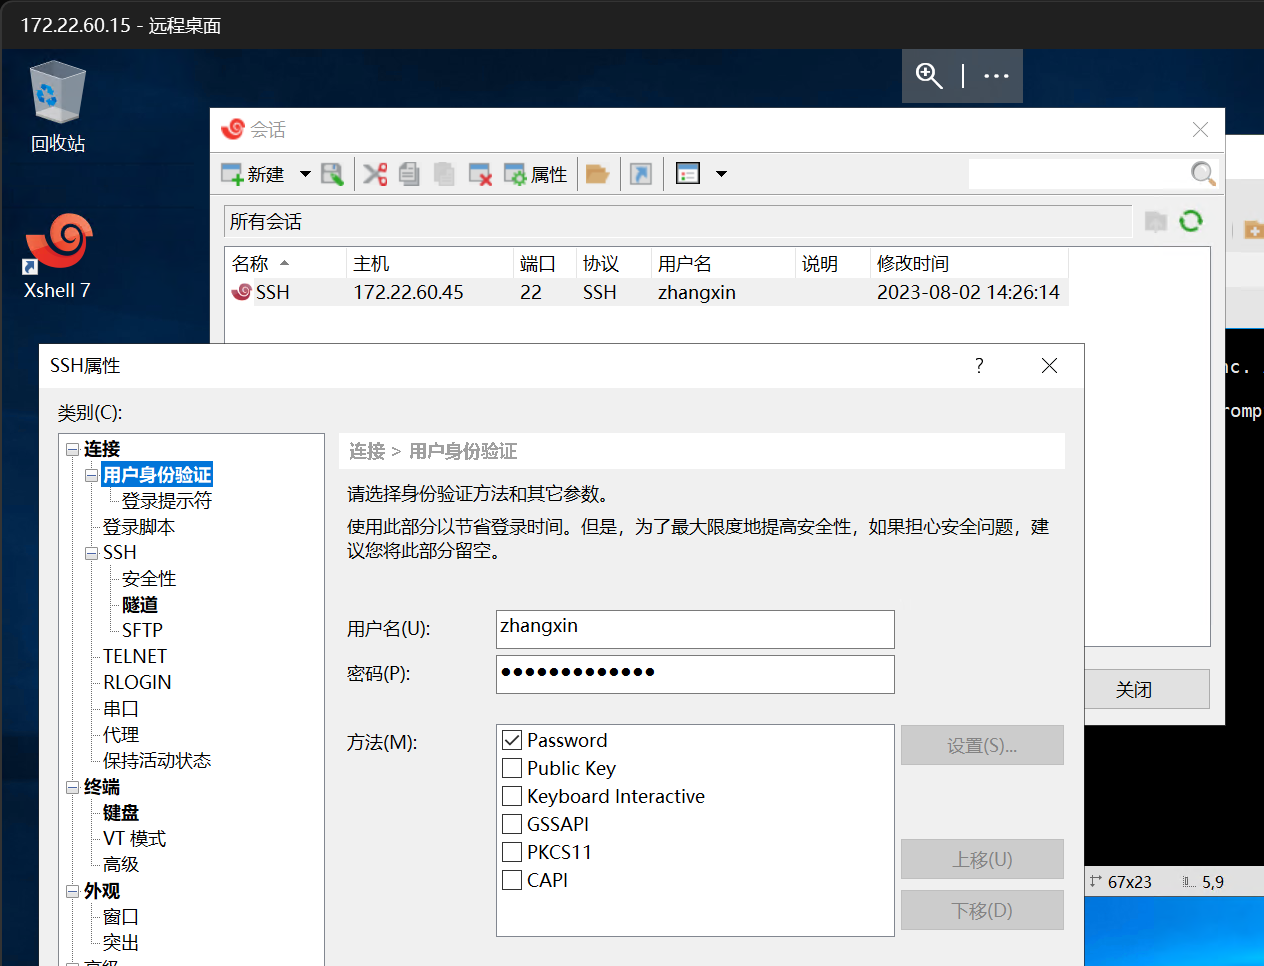 172.22.60.15 - 远程桌面
回收站
Xshell 7
会话
新建
属性
所有会话
名称 主机 端口 协议 用户名 说明 修改时间
SSH 172.22.60.45 22 SSH zhangxin 2023-08-02 14:26:14
nc.
romp
SSH属性
?
类别(C):
连接
用户身份验证
登录提示符
登录脚本
SSH
安全性
隧道
SFTP
TELNET
RLOGIN
串口
代理
保持活动状态
终端
键盘
VT 模式
高级
外观
窗口
突出
高级
连接 > 用户身份验证
请选择身份验证方法和其它参数。
使用此部分以节省登录时间。但是，为了最大限度地提高安全性，如果担心安全问题，建
议您将此部分留空。
用户名(U):
zhangxin
密码(P):
●●●●●●●●●●●●●
方法(M):
Password
Public Key
Keyboard Interactive
GSSAPI
PKCS11
CAPI
设置(S)...
上移(U)
下移(D)
关闭
67x23
5,9